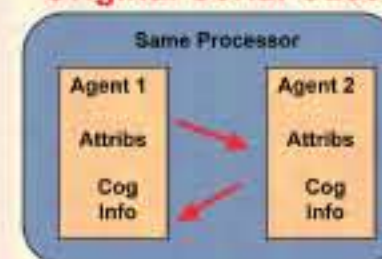 Same Processor
Agent 1
Attribs
Cog
Info
Agent 2
Attribs
Cog
Info